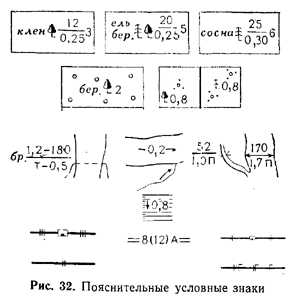 клен 12/0,25 3
ель бер. 20/0,25 5
сосна 25/0,30 6
бер. 2
0,8
0,8
бр. 1,2-180/Т-0,5
0,2
1,0П
170/1,7П
0,8
8(12)А
Рис. 32. Пояснительные условные знаки